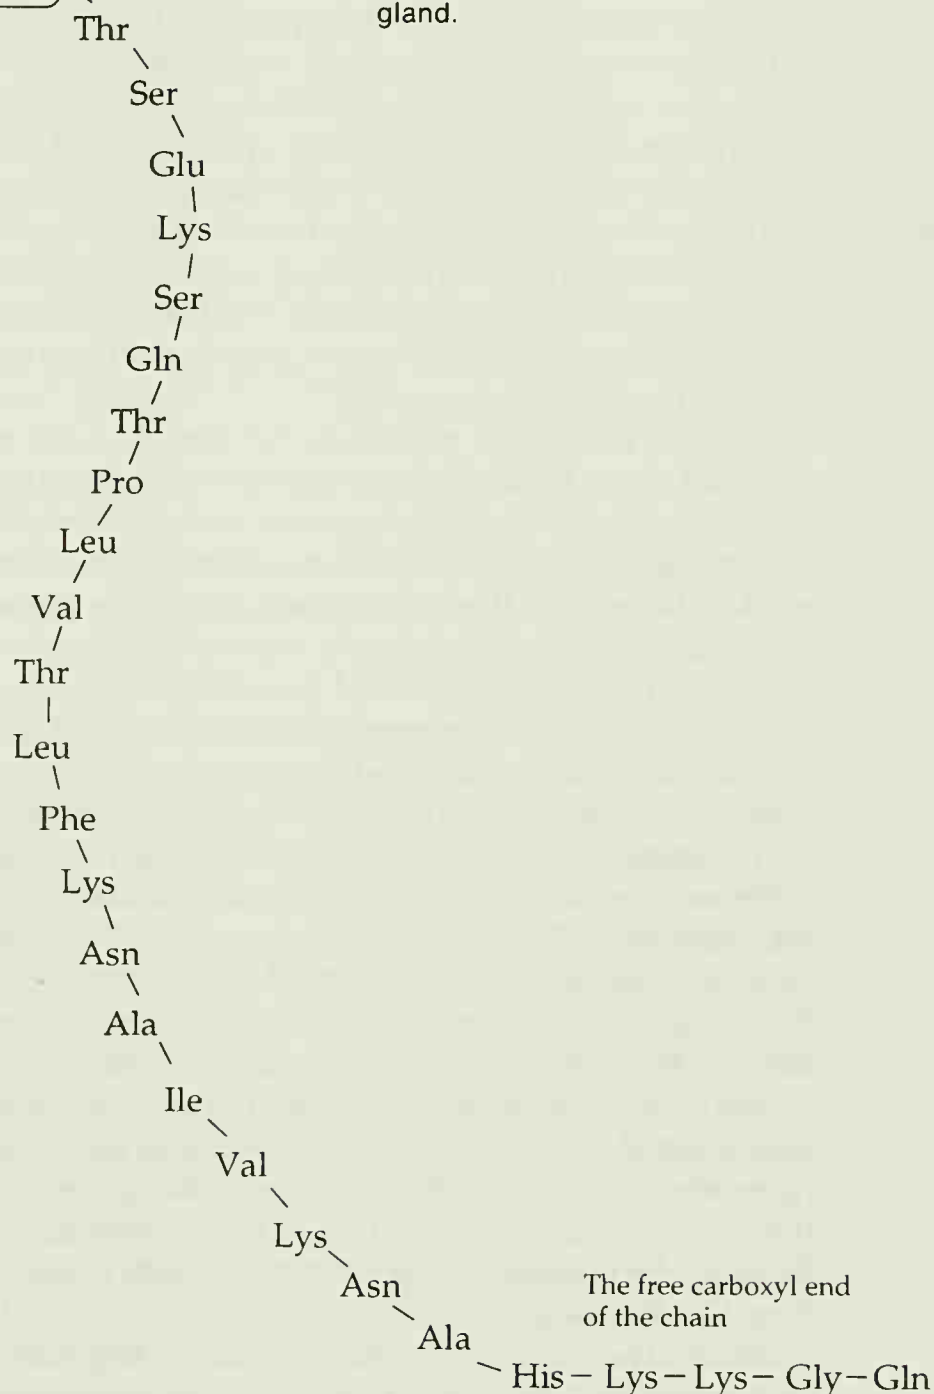 gland.
Thr
Ser
Glu
Lys
Ser
Gln
Thr
Pro
Leu
Val
Thr
Leu
Phe
Lys
Asn
Ala
Ile
Val
Lys
Asn
Ala
The free carboxyl end
of the chain
His – Lys – Lys – Gly – Gln